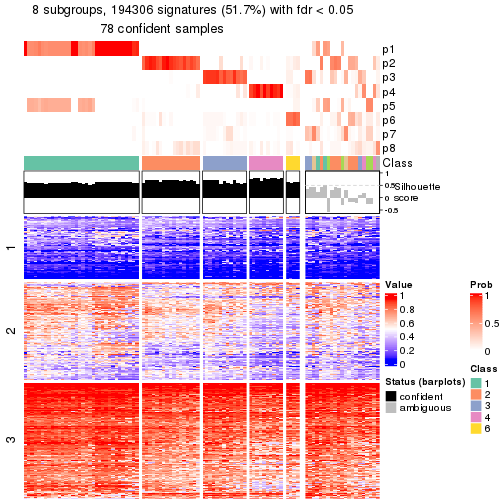 8 subgroups, 194306 signatures (51.7%) with fdr < 0.05
78 confident samples
p1
p2
p3
p4
p5
p6
p7
p8
Class
1
0.5
0
-0.5
Silhouette
score
1
2
3
Value
1
0.8
0.6
0.4
0.2
0
Prob
1
0.5
0
Status (barplots)
confident
ambiguous
Class
1
2
3
4
6